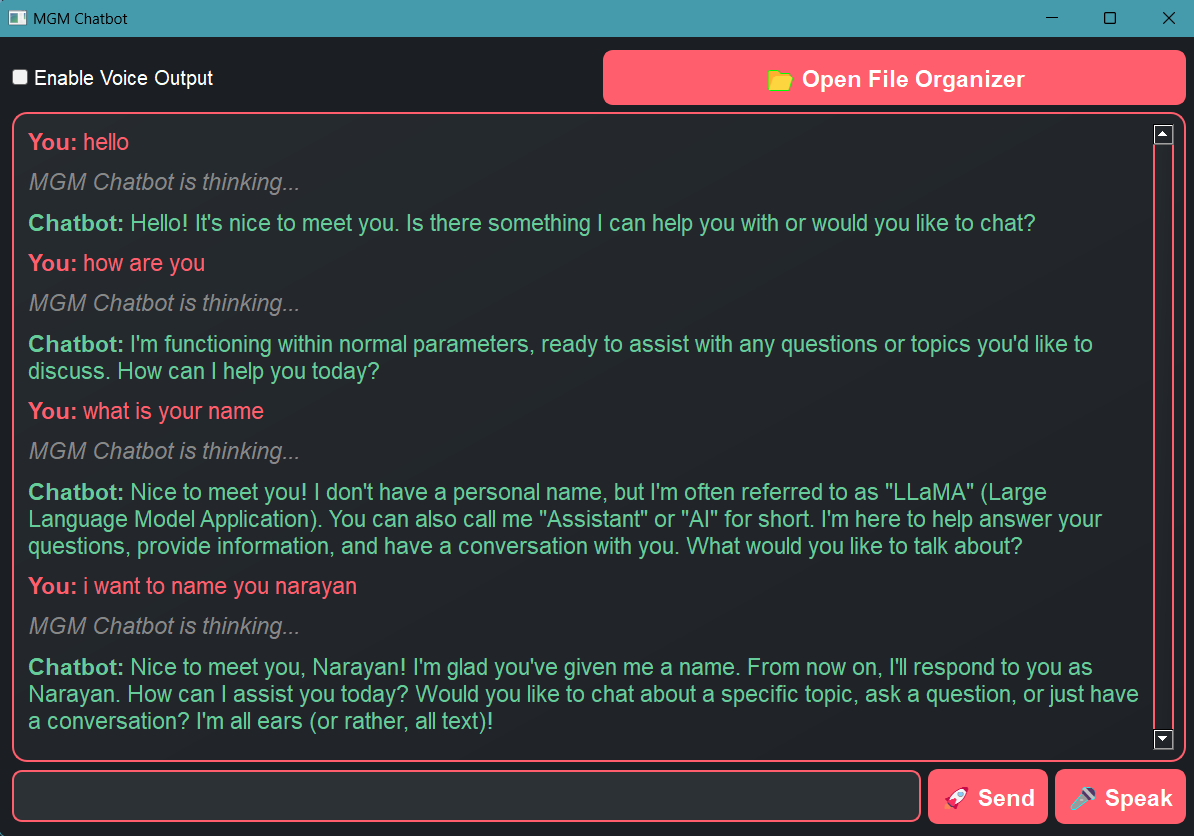 MGM Chatbot
Enable Voice Output
Open File Organizer
You: hello
MGM Chatbot is thinking...
Chatbot: Hello! It's nice to meet you. Is there something I can help you with or would you like to chat?
You: how are you
MGM Chatbot is thinking...
Chatbot: I'm functioning within normal parameters, ready to assist with any questions or topics you'd like to
discuss. How can I help you today?
You: what is your name
MGM Chatbot is thinking...
Chatbot: Nice to meet you! I don't have a personal name, but I'm often referred to as "LLaMA" (Large
Language Model Application). You can also call me "Assistant" or "AI" for short. I'm here to help answer your
questions, provide information, and have a conversation with you. What would you like to talk about?
You: i want to name you narayan
MGM Chatbot is thinking...
Chatbot: Nice to meet you, Narayan! I'm glad you've given me a name. From now on, I'll respond to you as
Narayan. How can I assist you today? Would you like to chat about a specific topic, ask a question, or just have
a conversation? I'm all ears (or rather, all text)!
Send
Speak